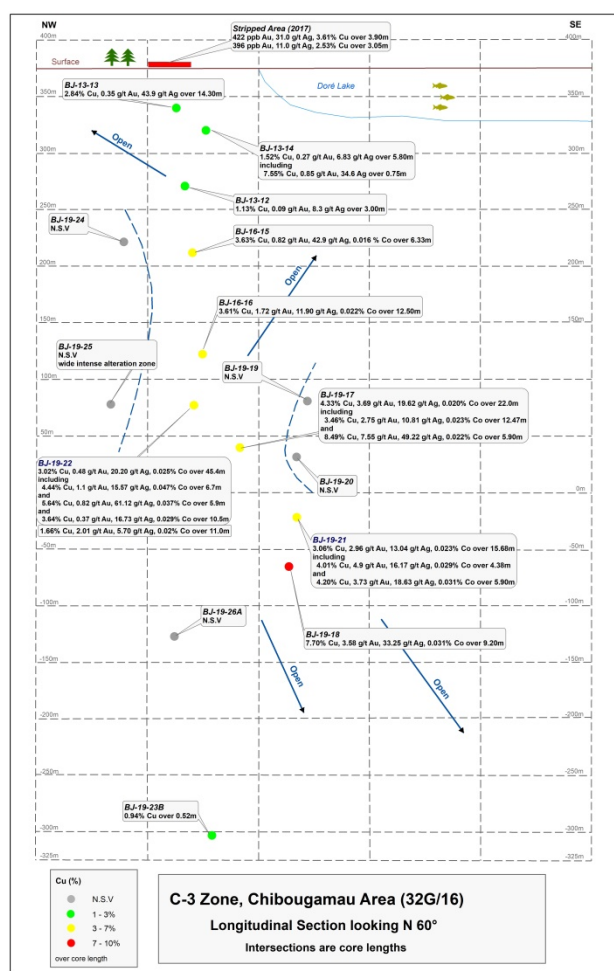 NW
SE
Stripped Area (2017)
422 ppb Au, 31.0 g/t Ag, 3.61% Cu over 3.90m
396 ppb Au, 11.0 g/t Ag, 2.53% Cu over 3.05m
400m
400m
Surface
Doré Lake
BJ-13-13
2.84% Cu, 0.35 g/t Au, 43.9 g/t Ag over 14.30m
350m
350m
BJ-13-14
1.52% Cu, 0.27 g/t Au, 6.83 g/t Ag over 5.80m
including
7.55% Cu, 0.85 g/t Au, 34.6 Ag over 0.75m
Open
300m
300m
BJ-13-12
1.13% Cu, 0.09 g/t Au, 8.3 g/t Ag over 3.00m
250m
250m
BJ-19-24
N.S.V
BJ-16-15
3.63% Cu, 0.82 g/t Au, 42.9 g/t Ag, 0.016 % Co over 6.33m
200m
200m
Open
BJ-16-16
3.61% Cu, 1.72 g/t Au, 11.90 g/t Ag, 0.022% Co over 12.50m
150m
150m
BJ-19-25
N.S.V
wide intense alteration zone
BJ-19-19
N.S.V
100m
100m
BJ-19-17
4.33% Cu, 3.69 g/t Au, 19.62 g/t Ag, 0.020% Co over 22.0m
including
3.46% Cu, 2.75 g/t Au, 10.81 g/t Ag, 0.023% Co over 12.47m
and
8.49% Cu, 7.55 g/t Au, 49.22 g/t Ag, 0.022% Co over 5.90m
50m
50m
BJ-19-22
3.02% Cu, 0.48 g/t Au, 20.20 g/t Ag, 0.025% Co over 45.4m
including
4.44% Cu, 1.1 g/t Au, 15.57 g/t Ag, 0.047% Co over 6.7m
and
5.64% Cu, 0.82 g/t Au, 61.12 g/t Ag, 0.037% Co over 5.9m
and
3.64% Cu, 0.37 g/t Au, 16.73 g/t Ag, 0.029% Co over 10.5m
1.66% Cu, 2.01 g/t Au, 5.70 g/t Ag, 0.02% Co over 11.0m
BJ-19-20
N.S.V
0m
BJ-19-21
3.06% Cu, 2.96 g/t Au, 13.04 g/t Ag, 0.023% Co over 15.68m
including
4.01% Cu, 4.9 g/t Au, 16.17 g/t Ag, 0.029% Co over 4.38m
and
4.20% Cu, 3.73 g/t Au, 18.63 g/t Ag, 0.031% Co over 5.90m
-50m
-50m
BJ-19-26A
N.S.V
-100m
-100m
BJ-19-18
7.70% Cu, 3.58 g/t Au, 33.25 g/t Ag, 0.031% Co over 9.20m
-150m
-150m
Open
Open
-200m
-200m
-250m
-250m
BJ-19-23B
0.94% Cu over 0.52m
-300m
-300m
-325m
-325m
Cu (%)
N.S.V
1 - 3%
3 - 7%
7 - 10%
over core length
C-3 Zone, Chibougamau Area (32G/16)
Longitudinal Section looking N 60°
Intersections are core lengths